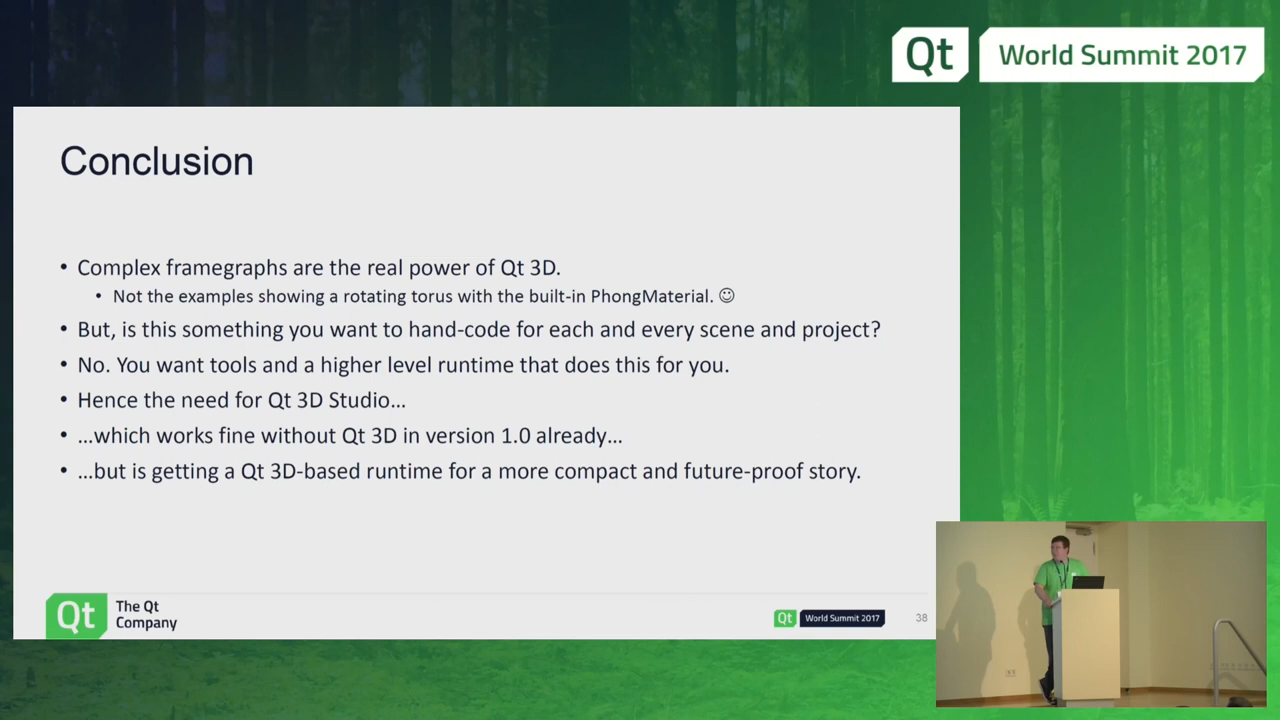 Qt World Summit 2017
Conclusion
• Complex framegraphs are the real power of Qt 3D.
• Not the examples showing a rotating torus with the built-in PhongMaterial. ☺
• But, is this something you want to hand-code for each and every scene and project?
• No. You want tools and a higher level runtime that does this for you.
• Hence the need for Qt 3D Studio…
• …which works fine without Qt 3D in version 1.0 already…
• …but is getting a Qt 3D-based runtime for a more compact and future-proof story.
Qt The Qt
Company
Qt World Summit 2017
38